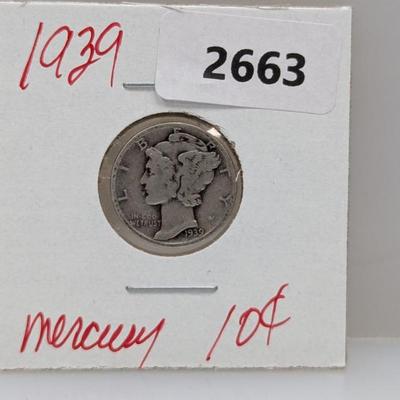 1939
2663
LIBERTY
IN GOD
WE TRUST
1939
mercury 10¢